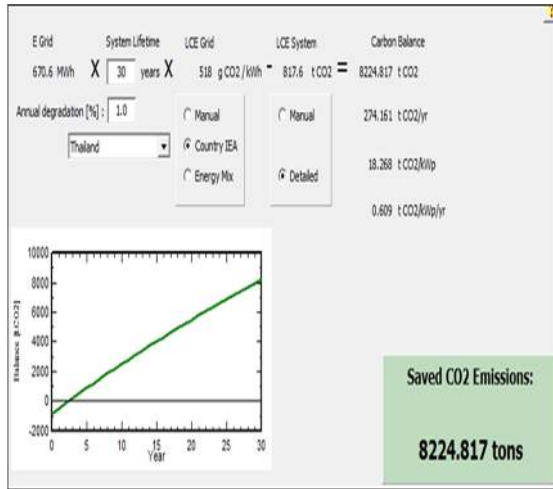 E Grid System Lifetime LCE Grid LCE System Carbon Balance
670.6 MWh X 30 years X 518 g CO2/kWh - 817.6 t CO2 = 8224.817 t CO2
Annual degradation [%] : 1.0
Manual Manual 274.161 t CO2/yr
Thailand Country IEA
18.268 t CO2/kWp
Energy Mix Detailed
0.609 t CO2/kWp/yr
10000
8000
6000
4000
2000
0
-2000
Balance [tCO2]
0 5 10 15 20 25 30
Year
Saved CO2 Emissions:
8224.817 tons